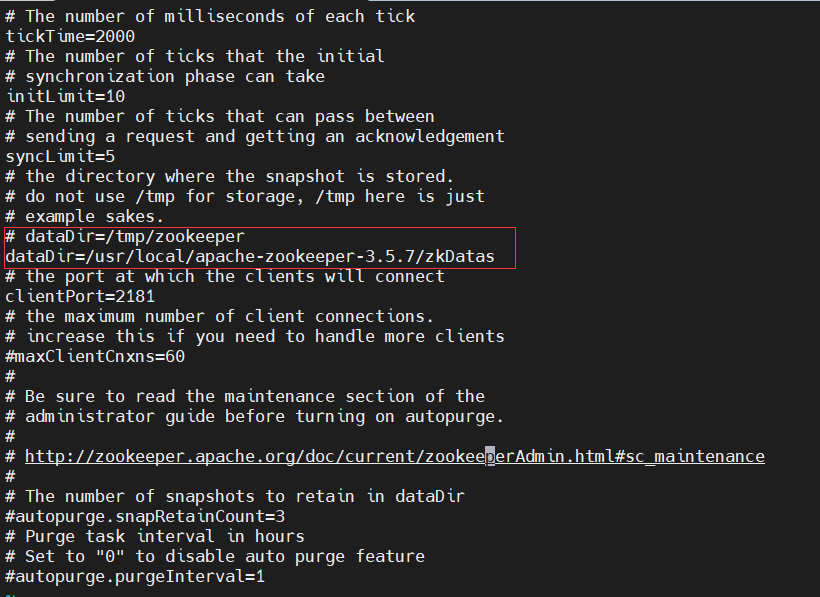 # The number of milliseconds of each tick
tickTime=2000
# The number of ticks that the initial
# synchronization phase can take
initLimit=10
# The number of ticks that can pass between
# sending a request and getting an acknowledgement
syncLimit=5
# the directory where the snapshot is stored.
# do not use /tmp for storage, /tmp here is just
# example sakes.
# dataDir=/tmp/zookeeper
dataDir=/usr/local/apache-zookeeper-3.5.7/zkDatas
# the port at which the clients will connect
clientPort=2181
# the maximum number of client connections.
# increase this if you need to handle more clients
#maxClientCnxns=60
#
# Be sure to read the maintenance section of the
# administrator guide before turning on autopurge.
#
# http://zookeeper.apache.org/doc/current/zookeeperAdmin.html#sc_maintenance
#
# The number of snapshots to retain in dataDir
#autopurge.snapRetainCount=3
# Purge task interval in hours
# Set to "0" to disable auto purge feature
#autopurge.purgeInterval=1